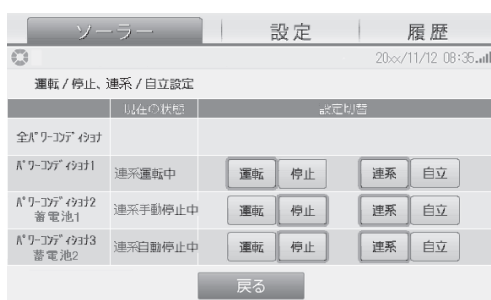 ソーラー 設定 履歴
20xx/11/12 08:35
運転 / 停止、連系 / 自立設定
現在の状態 設定切替
全ﾊﾟﾜｰｺﾝﾃﾞｨｼｮﾅ
ﾊﾟﾜｰｺﾝﾃﾞｨｼｮﾅ1 連系運転中 運転 停止 連系 自立
ﾊﾟﾜｰｺﾝﾃﾞｨｼｮﾅ2
蓄電池1 連系手動停止中 運転 停止 連系 自立
ﾊﾟﾜｰｺﾝﾃﾞｨｼｮﾅ3
蓄電池2 連系自動停止中 運転 停止 連系 自立
戻る